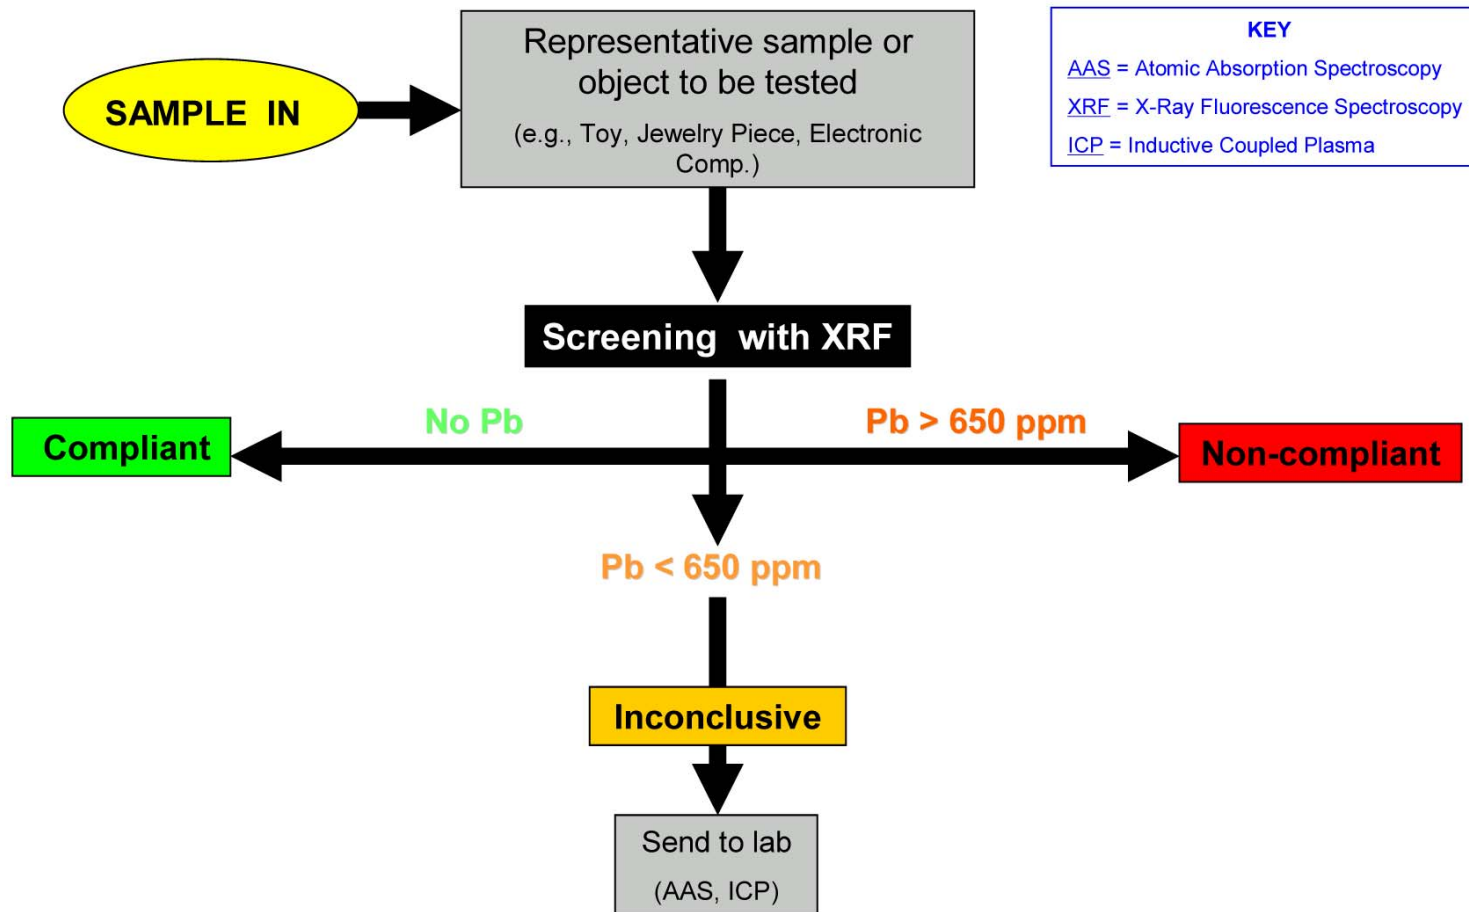 SAMPLE IN
Representative sample or
object to be tested
(e.g., Toy, Jewelry Piece, Electronic
Comp.)
KEY
AAS = Atomic Absorption Spectroscopy
XRF = X-Ray Fluorescence Spectroscopy
ICP = Inductive Coupled Plasma
Screening with XRF
No Pb
Pb > 650 ppm
Compliant
Non-compliant
Pb < 650 ppm
Inconclusive
Send to lab
(AAS, ICP)